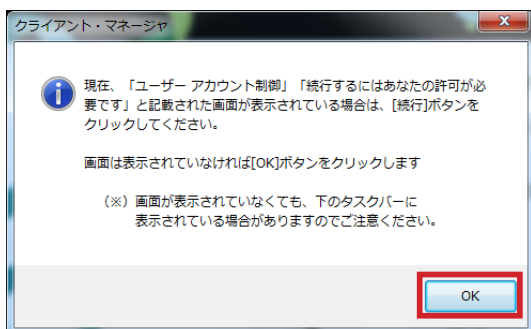 クライアント・マネージャ
現在、「ユーザー アカウント制御」「続行するにはあなたの許可が必
要です」と記載された画面が表示されている場合は、[続行]ボタンを
クリックしてください。
画面は表示されていなければ[OK]ボタンをクリックします
（※）画面が表示されていなくても、下のタスクバーに
表示されている場合がありますのでご注意ください。
OK